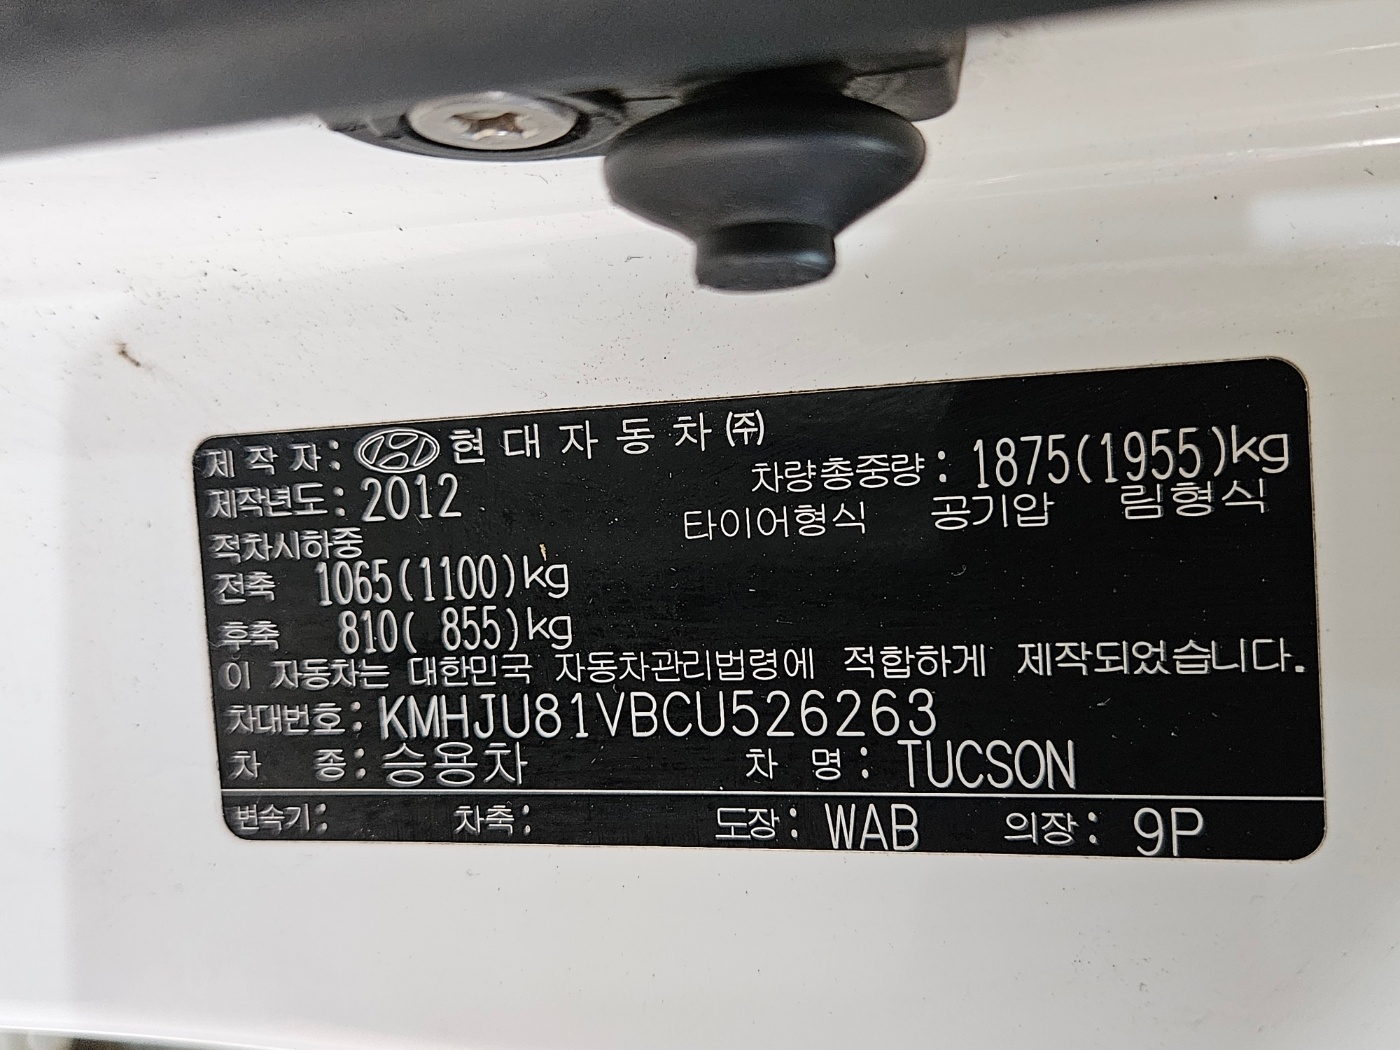 제 작 자 : 현 대 자 동 차 ㈜
제작년도 : 2012 차량총중량 : 1875(1955)kg
적차시하중 타이어형식 공기압 림형식
전축 1065(1100)kg
후축 810( 855)kg
이 자동차는 대한민국 자동차관리법령에 적합하게 제작되었습니다.
차대번호 : KMHJU81VBCU526263
차 종 : 승용차 차 명 : TUCSON
변속기 : 차축 : 도장 : WAB 의장 : 9P